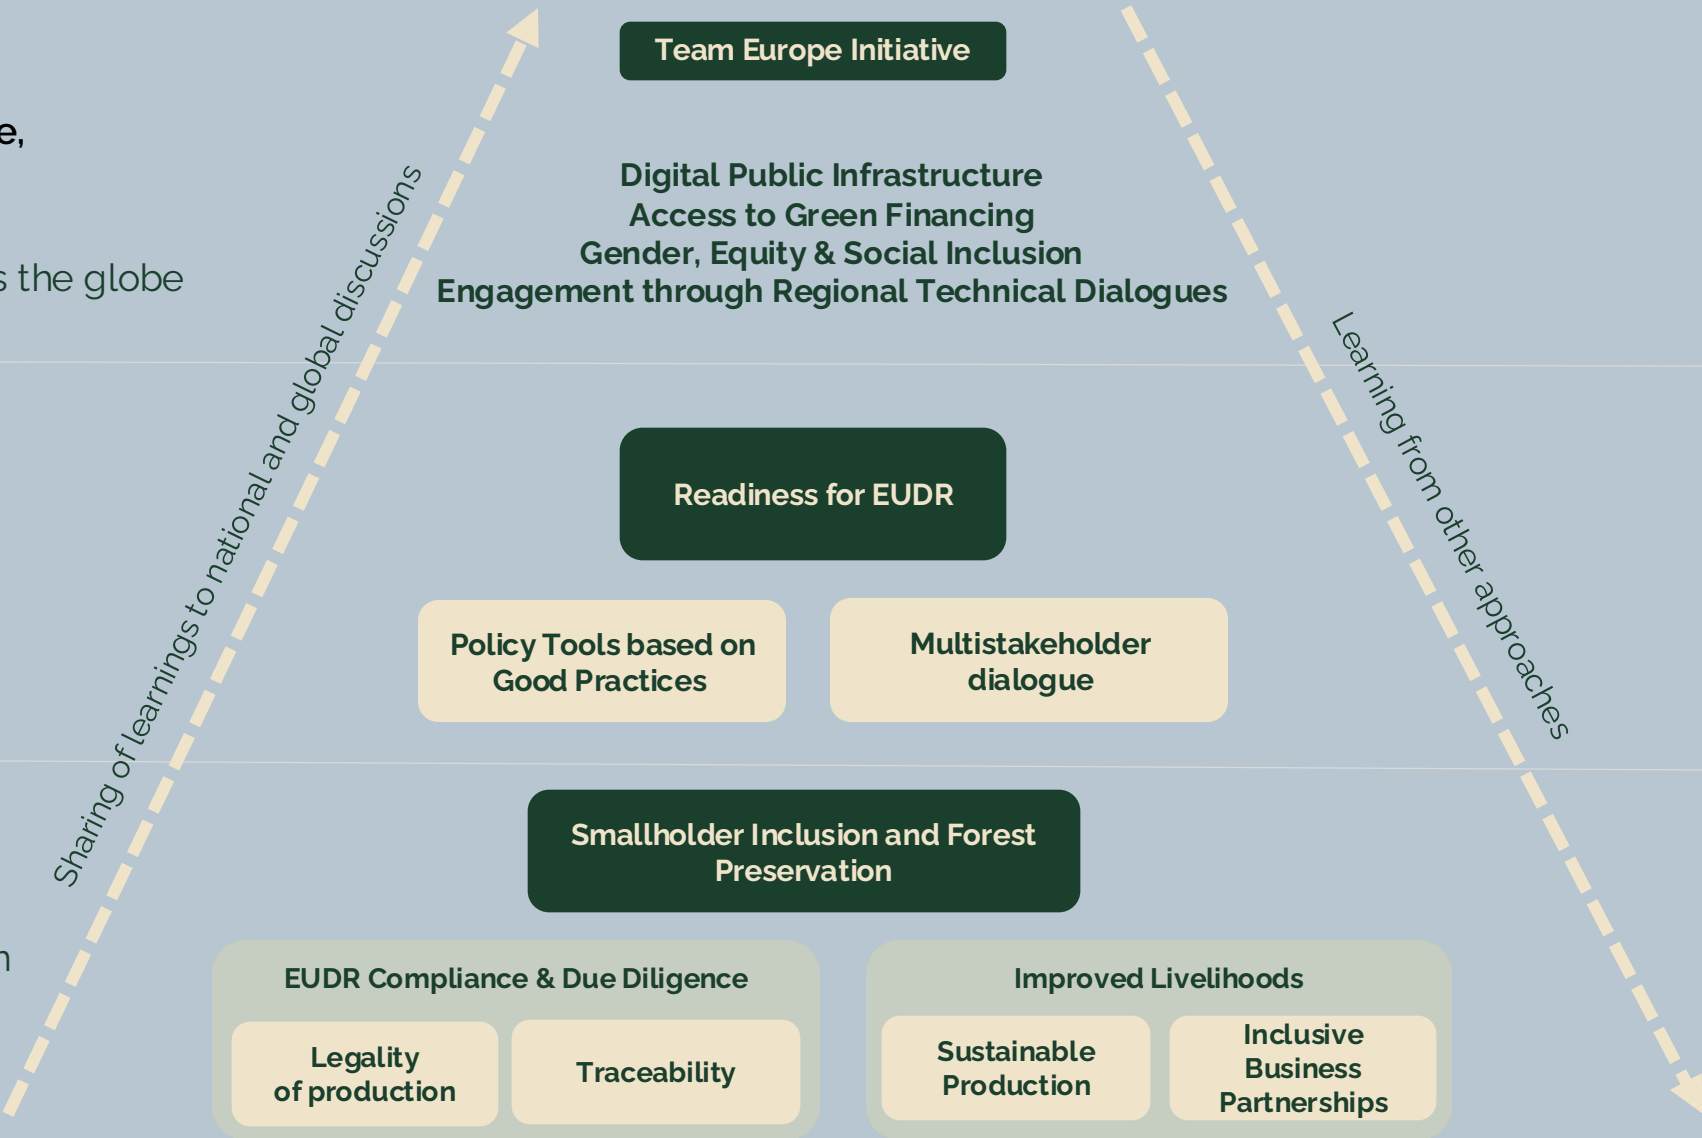 Team Europe Initiative
e,
Digital Public Infrastructure
Access to Green Financing
Gender, Equity & Social Inclusion
s the globe
Engagement through Regional Technical Dialogues
Sharing of learnings to national and global discussions
Learning from other approaches
Readiness for EUDR
Policy Tools based on
Good Practices
Multistakeholder
dialogue
Smallholder Inclusion and Forest
Preservation
EUDR Compliance & Due Diligence
Legality
of production
Traceability
Improved Livelihoods
Sustainable
Production
Inclusive
Business
Partnerships